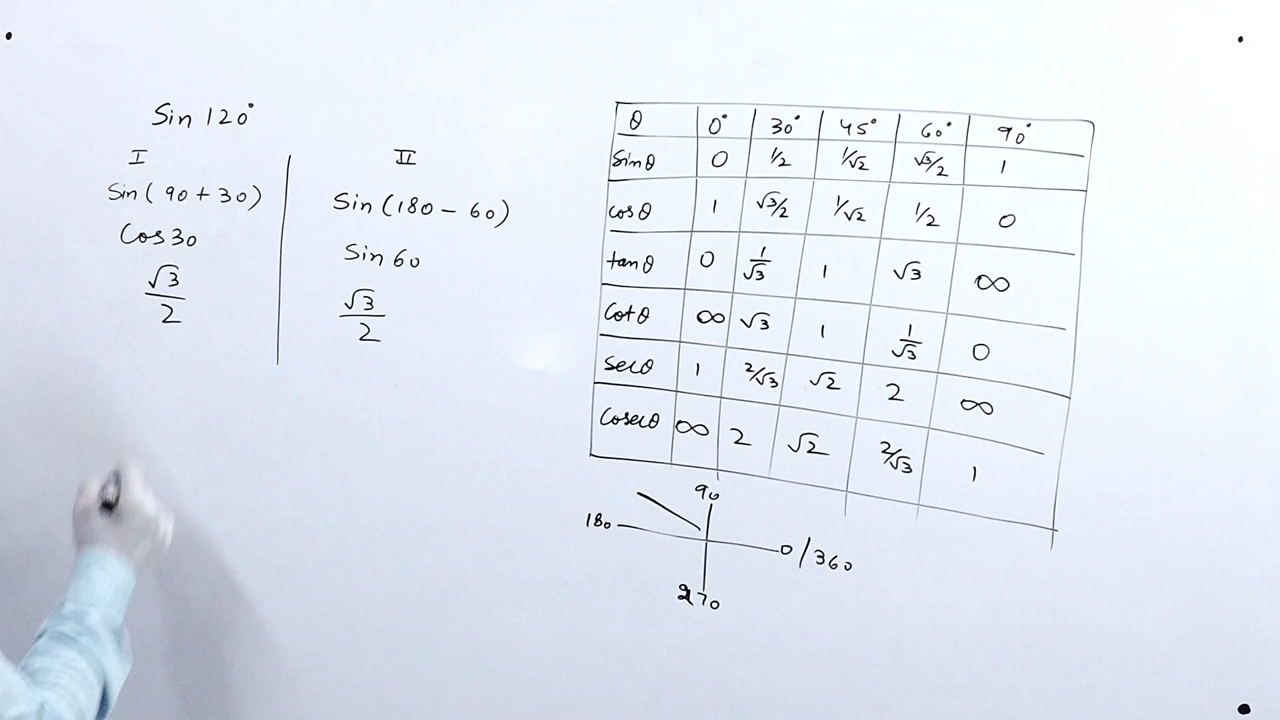 Sin 120°
I
Sin (90 + 30)
Cos 30
√3/2
II
Sin (180 - 60)
Sin 60
√3/2
θ 0° 30° 45° 60° 90°
Sinθ 0 1/2 1/√2 √3/2 1
Cosθ 1 √3/2 1/√2 1/2 0
tanθ 0 1/√3 1 √3 ∞
Cotθ ∞ √3 1 1/√3 0
Secθ 1 2/√3 √2 2 ∞
Cosecθ ∞ 2 √2 2/√3 1
90
180
0/360
270